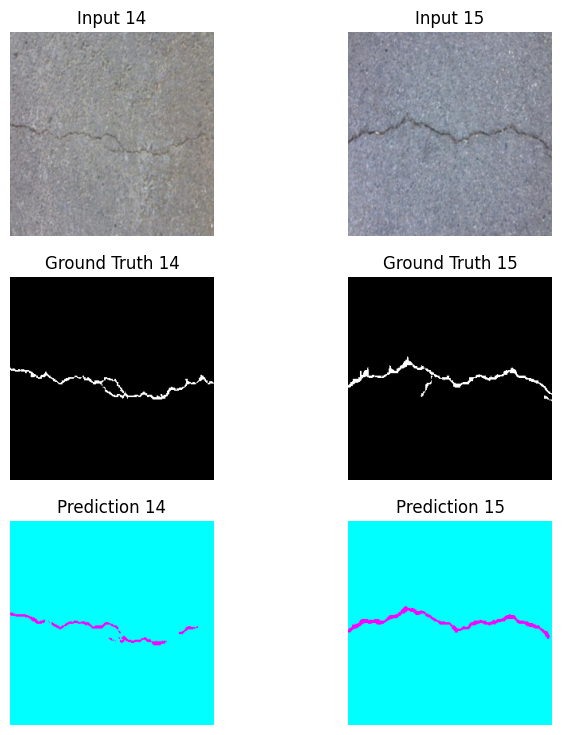 Input 14
Input 15
Ground Truth 14
Ground Truth 15
Prediction 14
Prediction 15